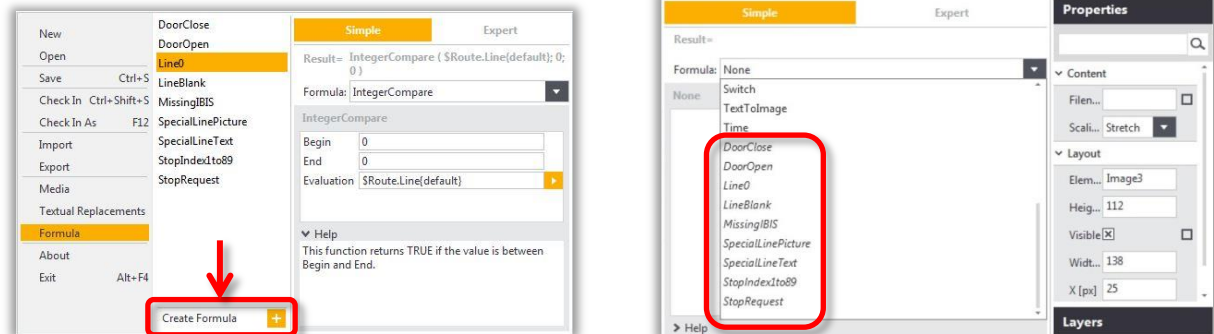 New
Open
Save Ctrl+S
Check In Ctrl+Shift+S
Check In As F12
Import
Export
Media
Textual Replacements
Formula
About
Exit Alt+F4
DoorClose
DoorOpen
Line0
LineBlank
MissingIBIS
SpecialLinePicture
SpecialLineText
StopIndex1to89
StopRequest
Create Formula
Simple Expert
Result= IntegerCompare ( $Route.Line{default}; 0;
0 )
Formula: IntegerCompare
IntegerCompare
Begin 0
End 0
Evaluation $Route.Line{default}
Help
This function returns TRUE if the value is between
Begin and End.
Simple Expert
Result=
Formula: None
None
Switch
TextToImage
Time
DoorClose
DoorOpen
Line0
LineBlank
MissingIBIS
SpecialLinePicture
SpecialLineText
StopIndex1to89
StopRequest
Help
Properties
Content
Filen...
Scali... Stretch
Layout
Elem... Image3
Heig... 112
Visible
Widt... 138
X [px] 25
Layers